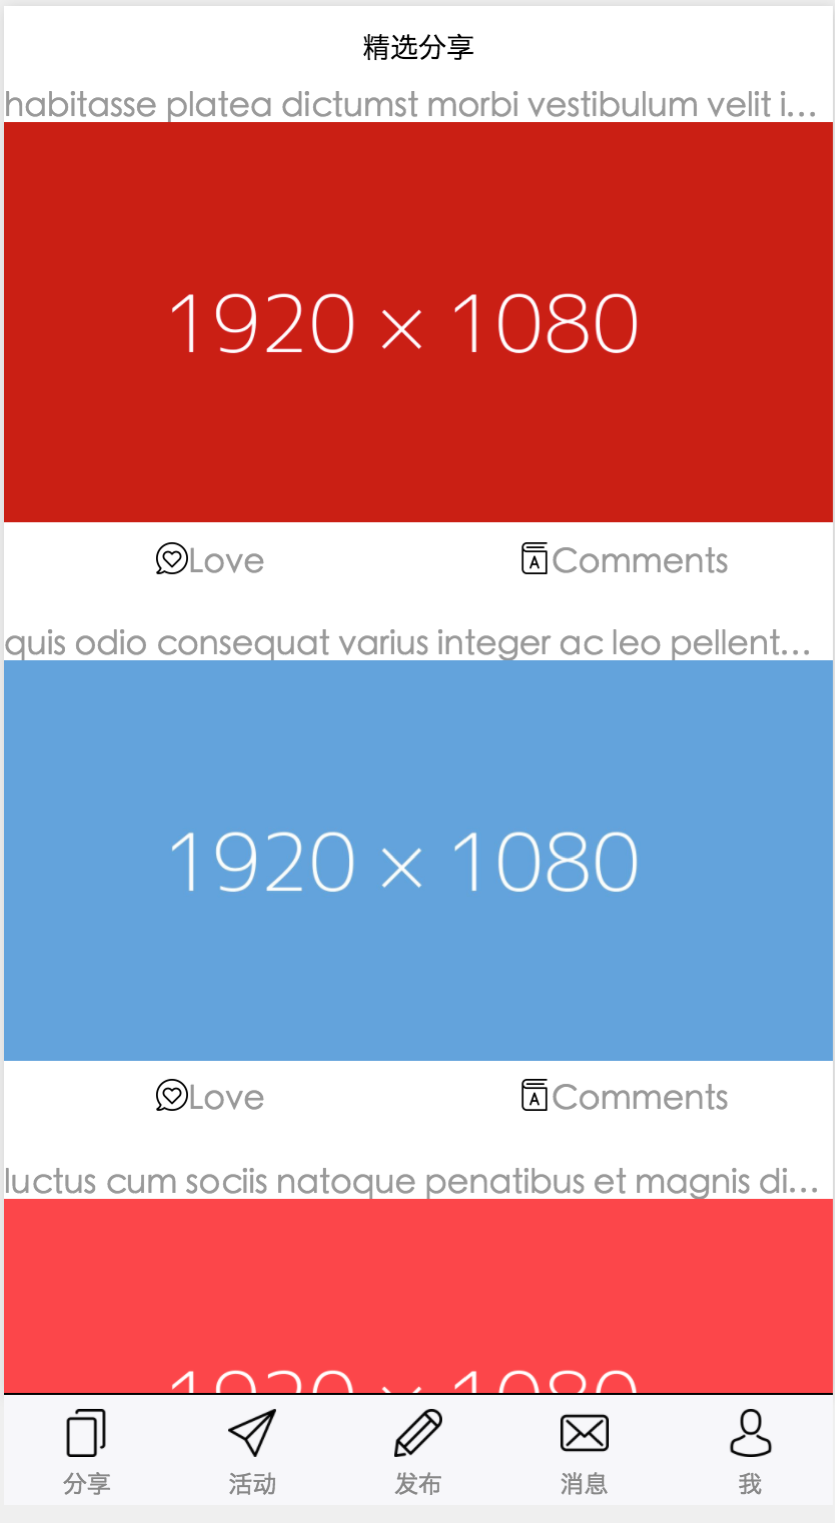 精选分享
habitasse platea dictumst morbi vestibulum velit i...
1920 × 1080
Love Comments
quis odio consequat varius integer ac leo pellent...
1920 × 1080
Love Comments
luctus cum sociis natoque penatibus et magnis di...
1920 × 1080
分享 活动 发布 消息 我